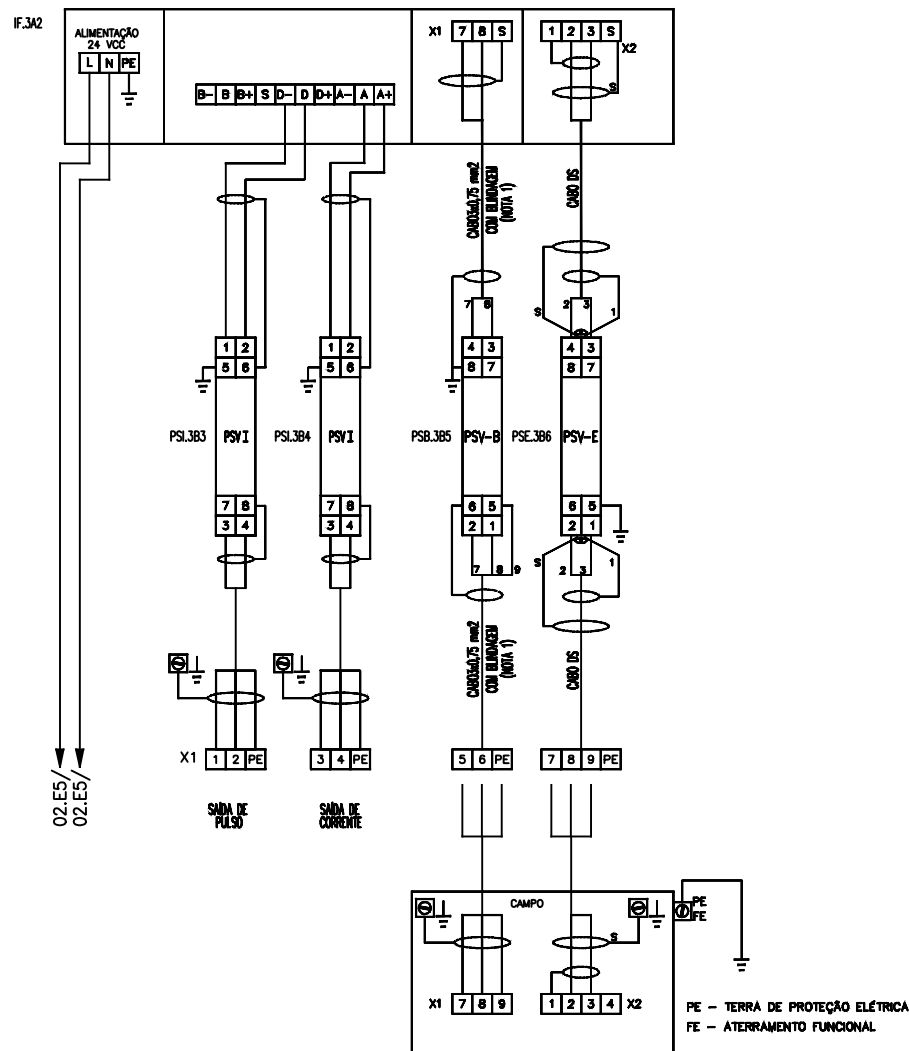 IF.3A2
ALIMENTAÇÃO
24 VCC
L N PE
B- B B+ S D- D D+ A- A A+
X1 7 8 S
1 2 3 S X2
S
CABO3x0,75 mm2
COM BLINDAGEM
(NOTA 1)
CABO DS
7 8
S 2 3 1
1 2
5 6
1 2
5 6
4 3
8 7
4 3
8 7
PSI.3B3 PSVI
PSI.3B4 PSVI
PSB.3B5 PSV-B
PSE.3B6 PSV-E
7 8
3 4
7 8
3 4
6 5
2 1
6 5
2 1
7 8 9
S 2 3 1
CABO3x0,75 mm2
COM BLINDAGEM
(NOTA 1)
CABO DS
X1 1 2 PE
3 4 PE
5 6 PE
7 8 9 PE
02.E5/
02.E5/
SAÍDA DE
PULSO
SAÍDA DE
CORRENTE
CAMPO
PE
FE
S
X1 7 8 9
1 2 3 4 X2
PE - TERRA DE PROTEÇÃO ELÉTRICA
FE - ATERRAMENTO FUNCIONAL